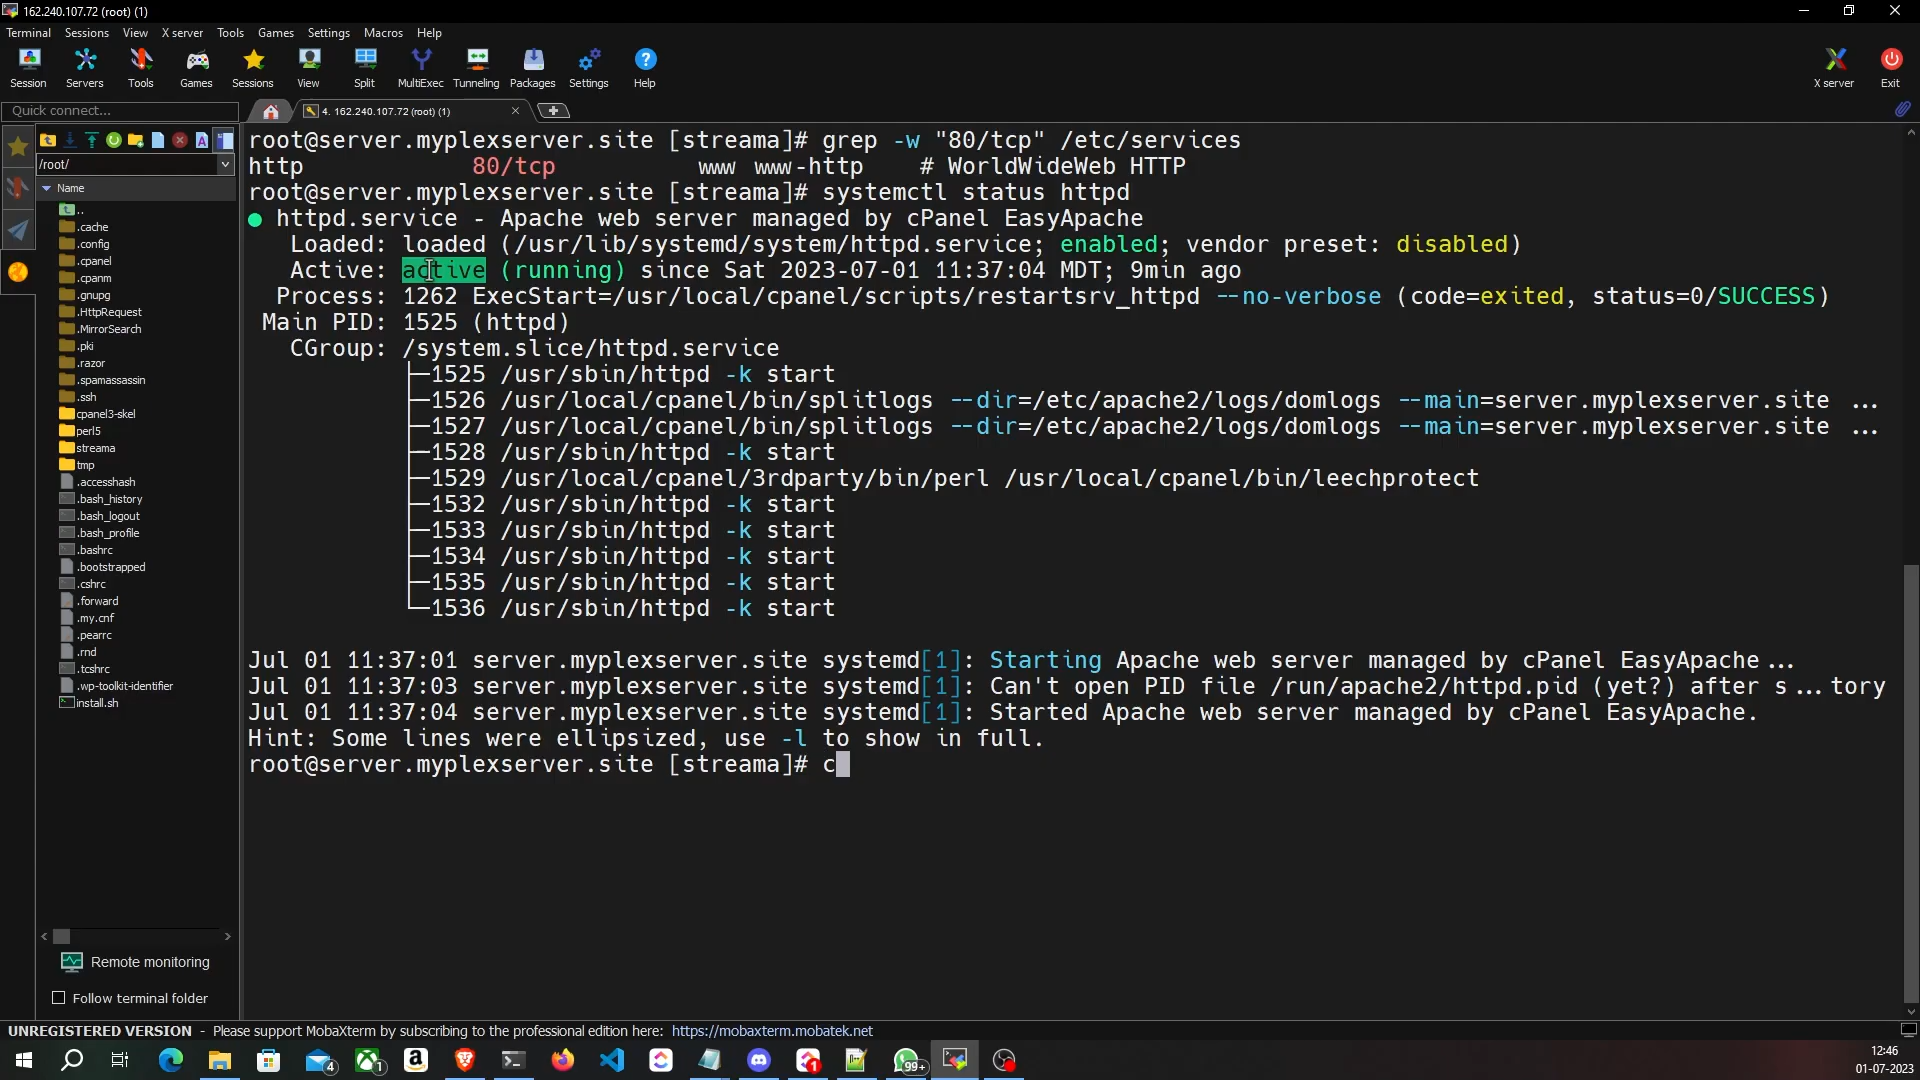 162.240.107.72 (root) (1)
Terminal Sessions View X server Tools Games Settings Macros Help
Session Servers Tools Games Sessions View Split MultiExec Tunneling Packages Settings Help X server Exit
Quick connect...
4. 162.240.107.72 (root) (1)
/root/
Name
..
.cache
.config
.cpanel
.cpanm
.gnupg
.HttpRequest
.MirrorSearch
.pki
.razor
.spamassassin
.ssh
cpanel3-skel
perl5
streama
tmp
.accesshash
.bash_history
.bash_logout
.bash_profile
.bashrc
.bootstrapped
.cshrc
.forward
.my.cnf
.pearrc
.rnd
.tcshrc
.wp-toolkit-identifier
install.sh
Remote monitoring
Follow terminal folder
root@server.myplexserver.site [streama]# grep -w "80/tcp" /etc/services
http 80/tcp www www-http # WorldWideWeb HTTP
root@server.myplexserver.site [streama]# systemctl status httpd
● httpd.service - Apache web server managed by cPanel EasyApache
Loaded: loaded (/usr/lib/systemd/system/httpd.service; enabled; vendor preset: disabled)
Active: active (running) since Sat 2023-07-01 11:37:04 MDT; 9min ago
Process: 1262 ExecStart=/usr/local/cpanel/scripts/restartsrv_httpd --no-verbose (code=exited, status=0/SUCCESS)
Main PID: 1525 (httpd)
CGroup: /system.slice/httpd.service
├─1525 /usr/sbin/httpd -k start
├─1526 /usr/local/cpanel/bin/splitlogs --dir=/etc/apache2/logs/domlogs --main=server.myplexserver.site ...
├─1527 /usr/local/cpanel/bin/splitlogs --dir=/etc/apache2/logs/domlogs --main=server.myplexserver.site ...
├─1528 /usr/sbin/httpd -k start
├─1529 /usr/local/cpanel/3rdparty/bin/perl /usr/local/cpanel/bin/leechprotect
├─1532 /usr/sbin/httpd -k start
├─1533 /usr/sbin/httpd -k start
├─1534 /usr/sbin/httpd -k start
├─1535 /usr/sbin/httpd -k start
└─1536 /usr/sbin/httpd -k start
Jul 01 11:37:01 server.myplexserver.site systemd[1]: Starting Apache web server managed by cPanel EasyApache...
Jul 01 11:37:03 server.myplexserver.site systemd[1]: Can't open PID file /run/apache2/httpd.pid (yet?) after s...tory
Jul 01 11:37:04 server.myplexserver.site systemd[1]: Started Apache web server managed by cPanel EasyApache.
Hint: Some lines were ellipsized, use -l to show in full.
root@server.myplexserver.site [streama]# c
UNREGISTERED VERSION - Please support MobaXterm by subscribing to the professional edition here: https://mobaxterm.mobatek.net
4 1 1 99+
12:46
01-07-2023